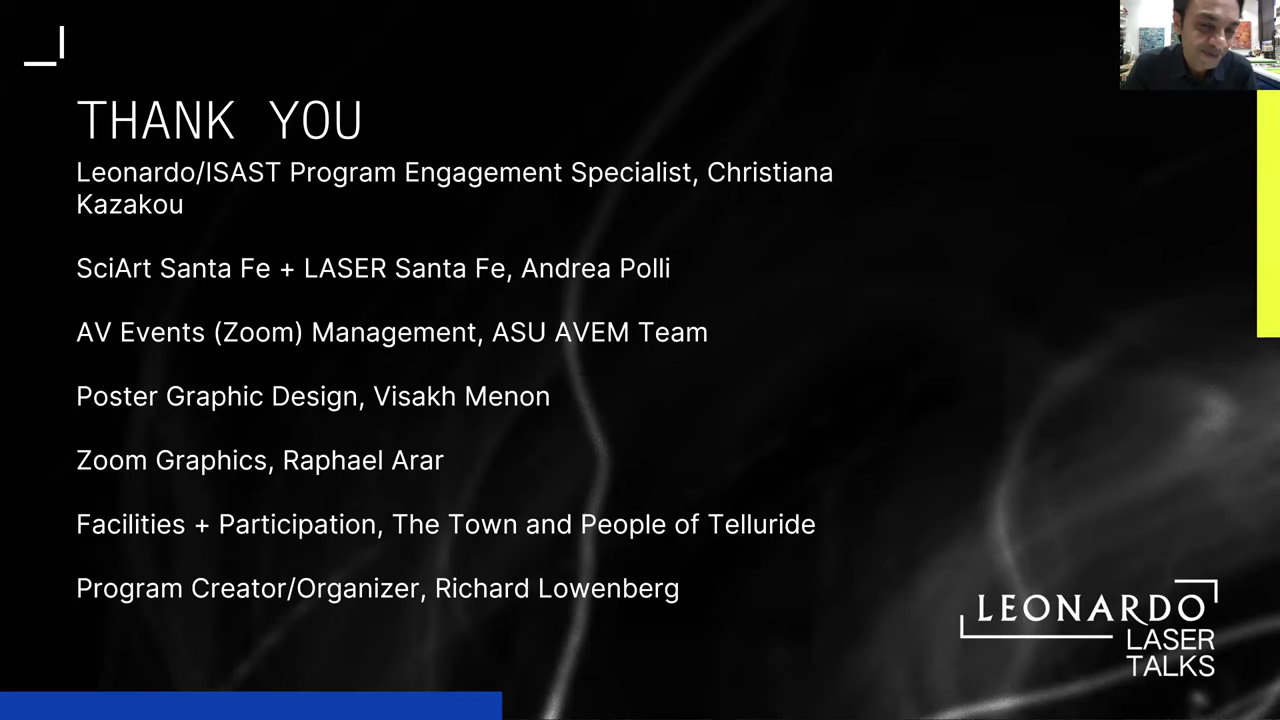 THANK YOU
Leonardo/ISAST Program Engagement Specialist, Christiana
Kazakou
SciArt Santa Fe + LASER Santa Fe, Andrea Polli
AV Events (Zoom) Management, ASU AVEM Team
Poster Graphic Design, Visakh Menon
Zoom Graphics, Raphael Arar
Facilities + Participation, The Town and People of Telluride
Program Creator/Organizer, Richard Lowenberg
LEONARDO
LASER
TALKS